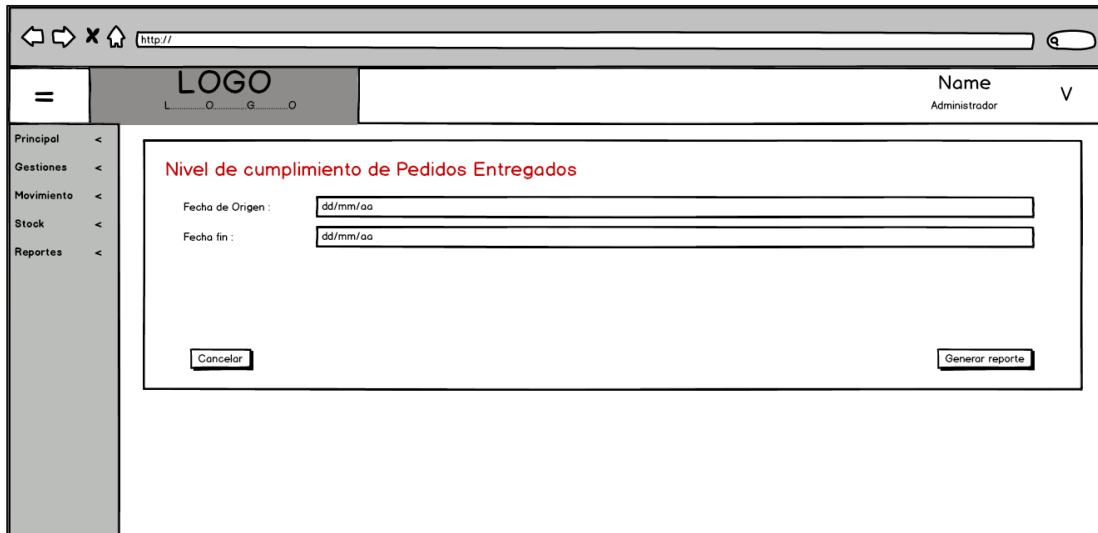 http://
LOGO
L..............O.............G.............O
Name
Administrador
V
Principal <
Gestiones <
Movimiento <
Stock <
Reportes <
Nivel de cumplimiento de Pedidos Entregados
Fecha de Origen : dd/mm/aa
Fecha fin : dd/mm/aa
Cancelar
Generar reporte